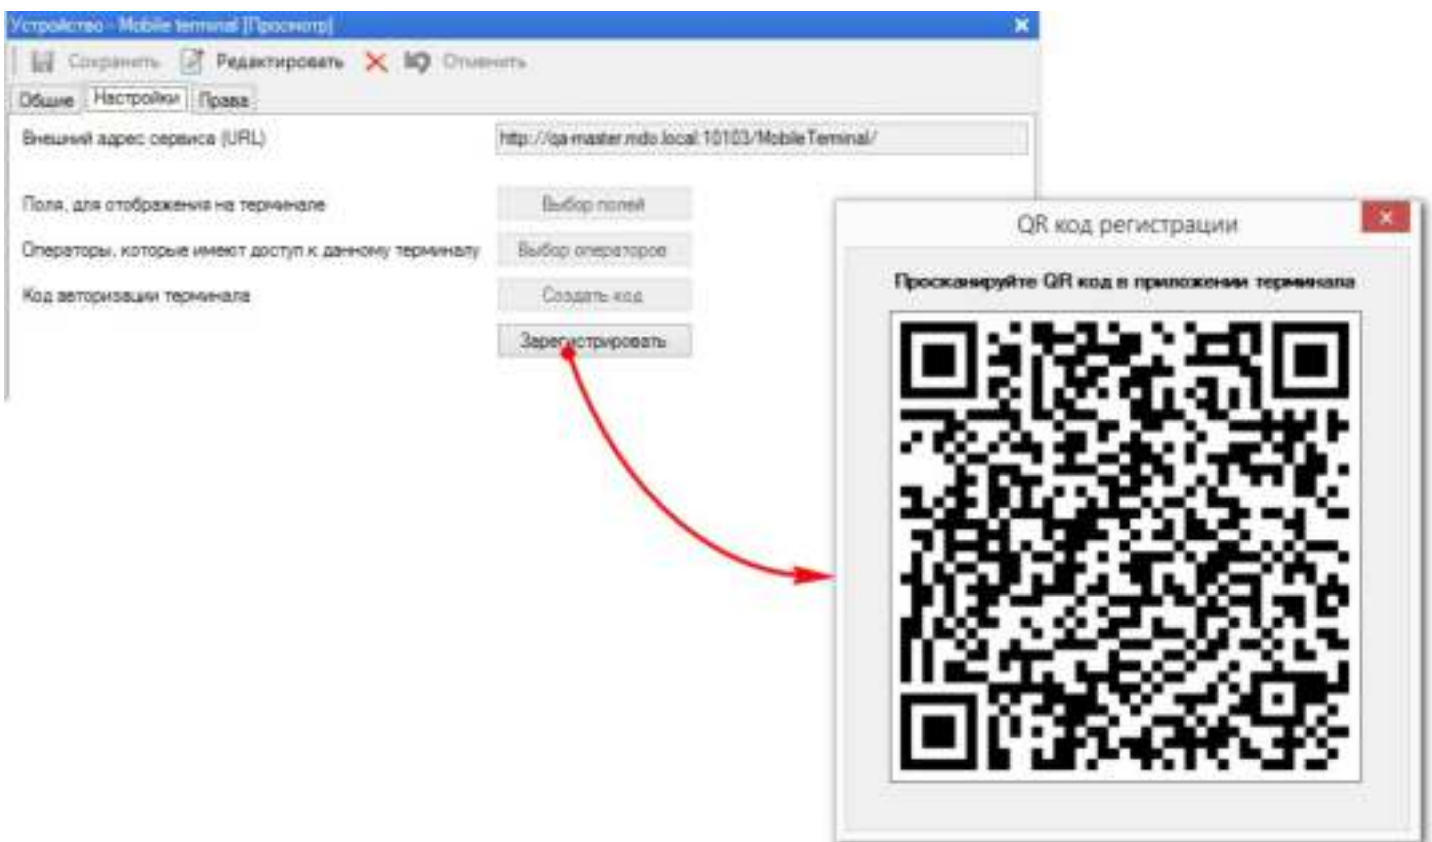 Устройство - Mobile terminal [Просмотр]
Сохранить Редактировать Отменить
Общие Настройки Права
Внешний адрес сервиса (URL) http://qa-master.mdo.local:10103/MobileTerminal/
Поля, для отображения на терминале Выбор полей
Операторы, которые имеют доступ к данному терминалу Выбор операторов
Код авторизации терминала Создать код
Зарегистрировать
QR код регистрации
Просканируйте QR код в приложении терминала